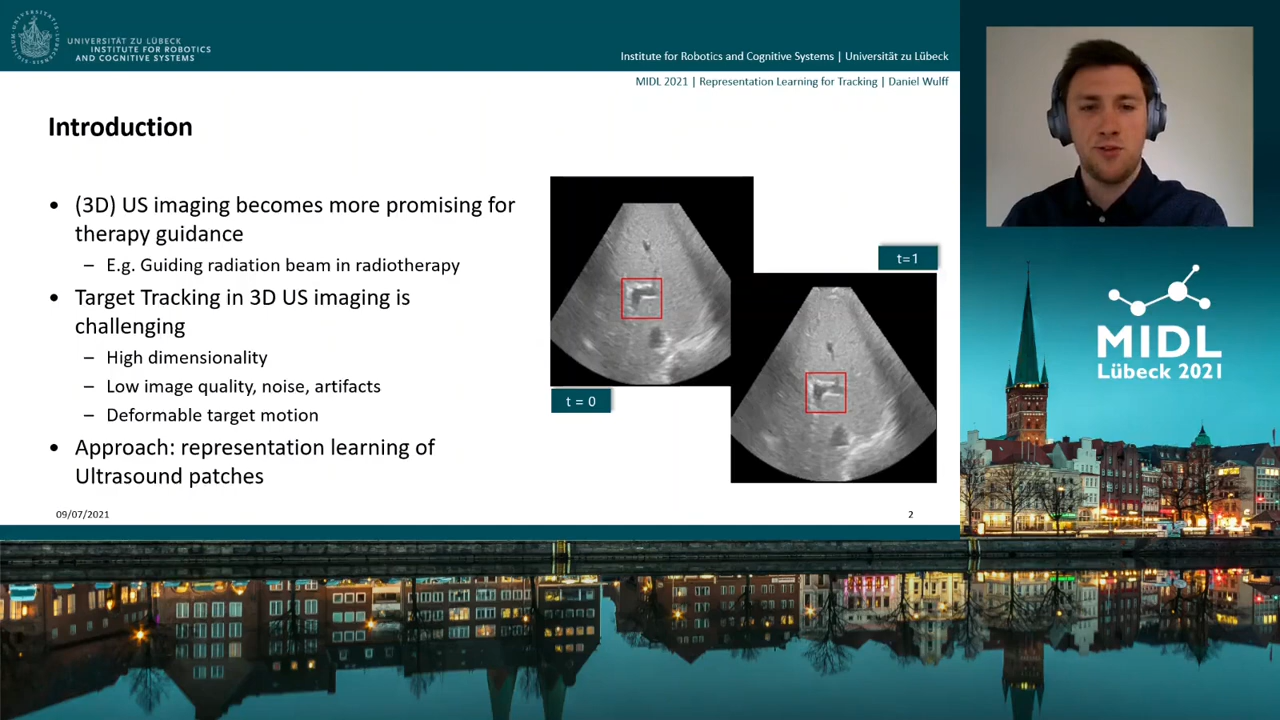 UNIVERSITÄT ZU LÜBECK
INSTITUTE FOR ROBOTICS
AND COGNITIVE SYSTEMS
Institute for Robotics and Cognitive Systems | Universität zu Lübeck
MIDL 2021 | Representation Learning for Tracking | Daniel Wulff
Introduction
• (3D) US imaging becomes more promising for
therapy guidance
– E.g. Guiding radiation beam in radiotherapy
• Target Tracking in 3D US imaging is
challenging
– High dimensionality
– Low image quality, noise, artifacts
– Deformable target motion
• Approach: representation learning of
Ultrasound patches
t = 0
t=1
09/07/2021
2
MIDL
Lübeck 2021